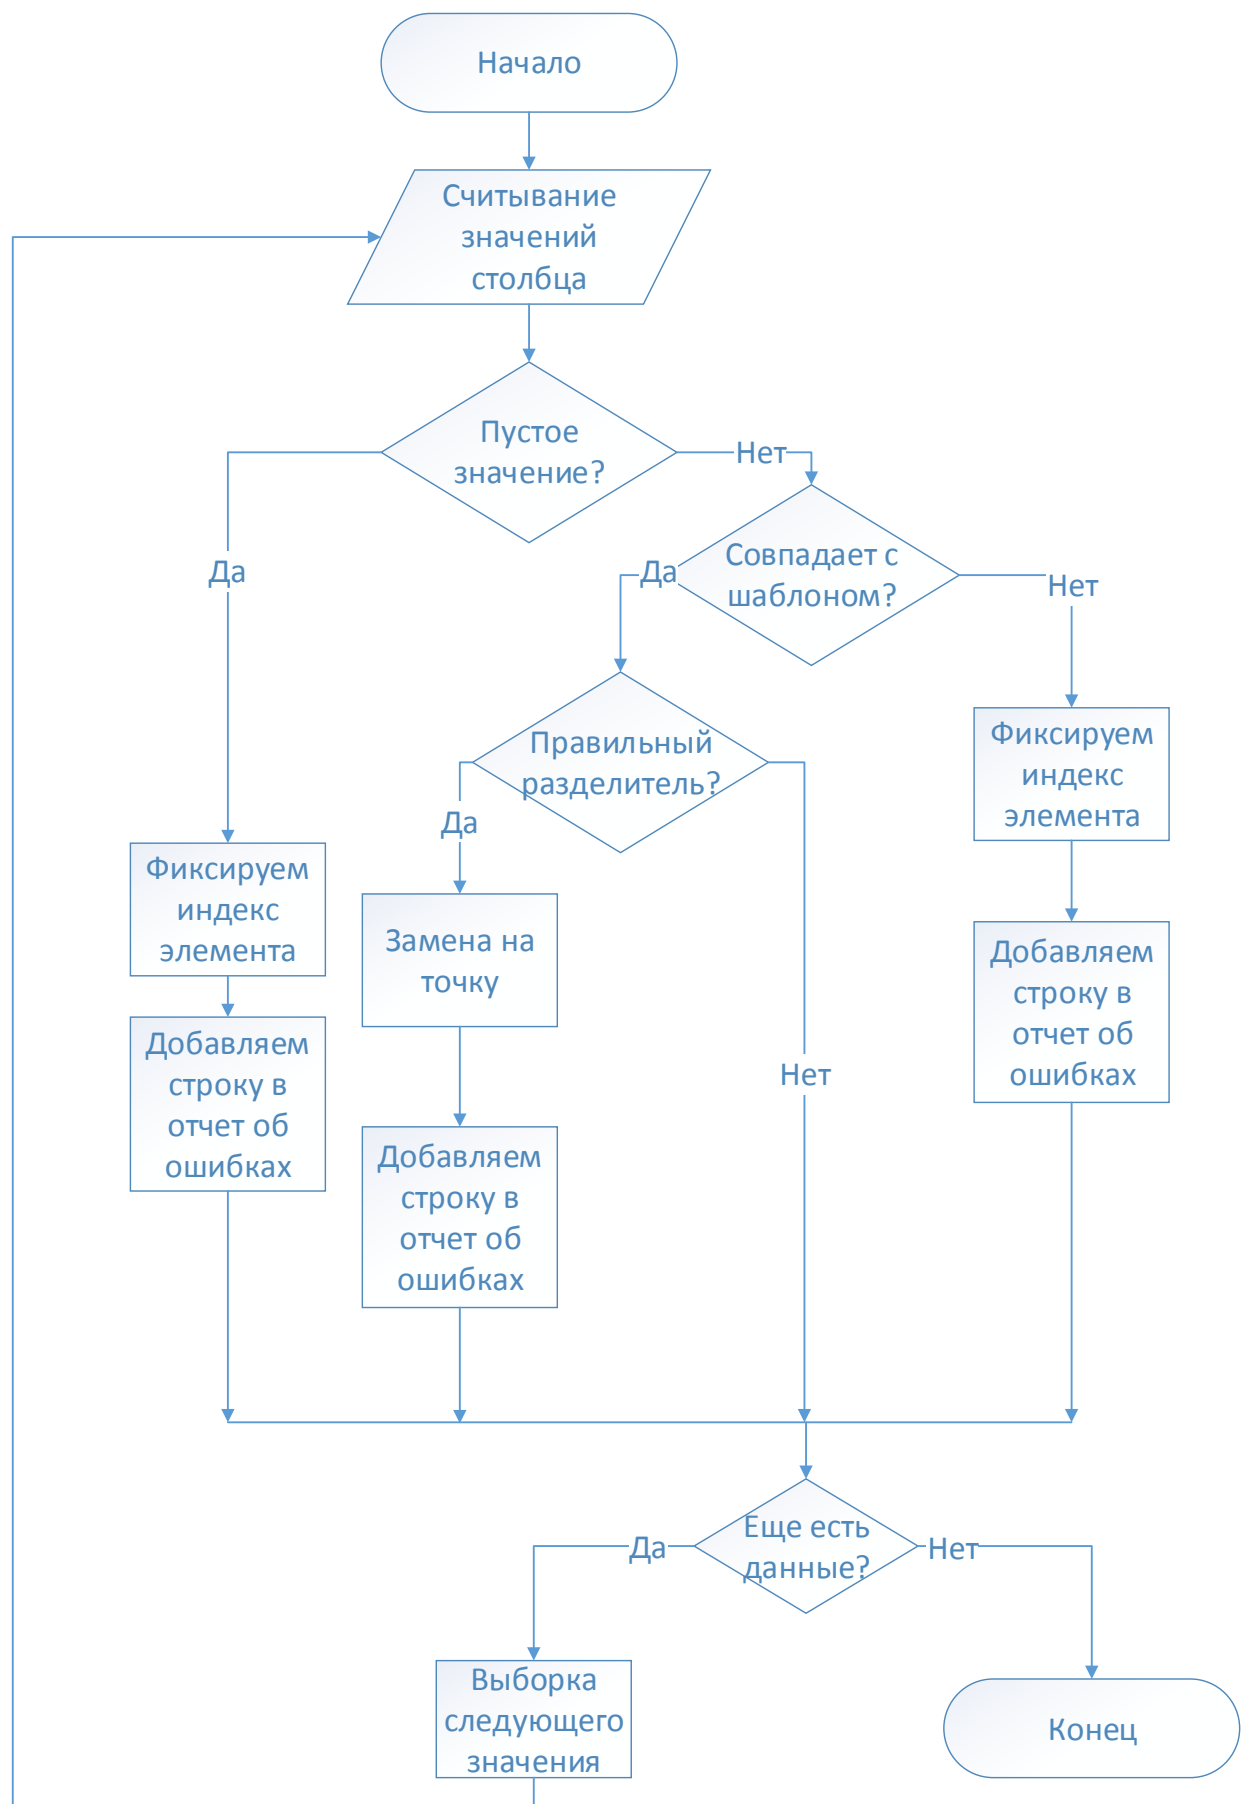 Начало
Считывание
значений
столбца
Пустое
значение?
Нет
Да
Совпадает с
шаблоном?
Да
Нет
Правильный
разделитель?
Да
Нет
Фиксируем
индекс
элемента
Добавляем
строку в
отчет об
ошибках
Фиксируем
индекс
элемента
Добавляем
строку в
отчет об
ошибках
Замена на
точку
Добавляем
строку в
отчет об
ошибках
Еще есть
данные?
Да
Нет
Выборка
следующего
значения
Конец